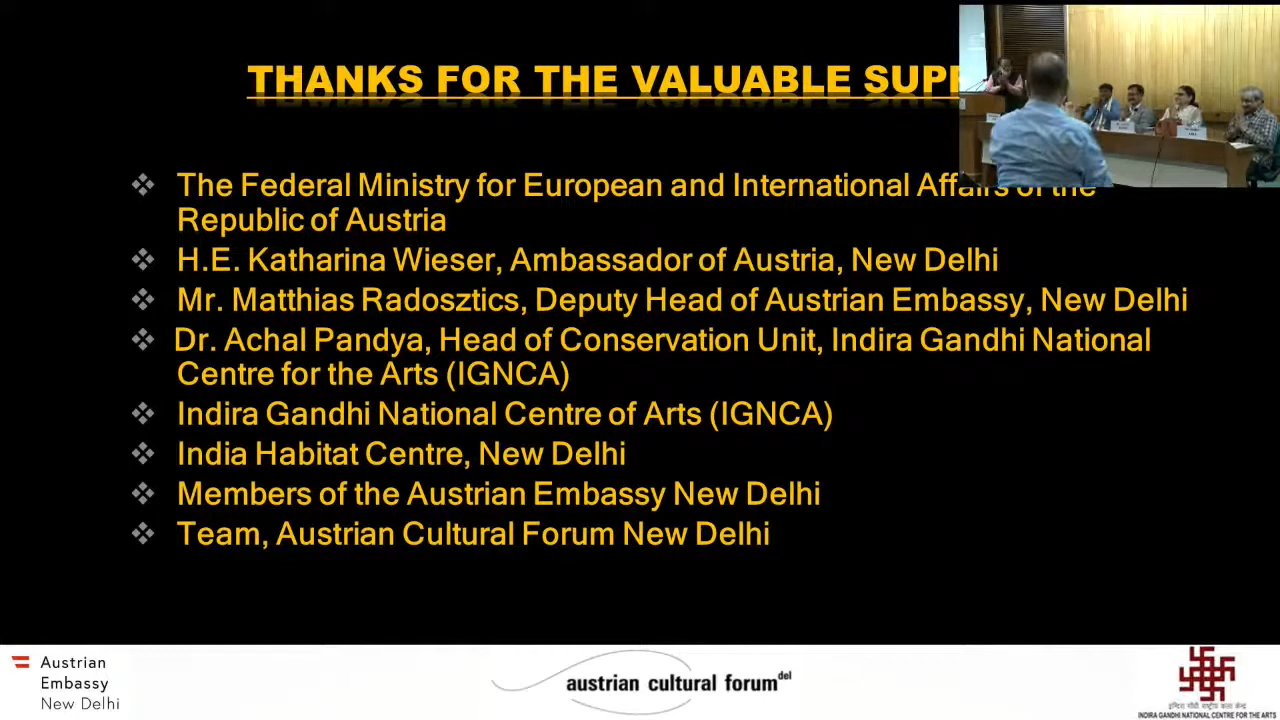 THANKS FOR THE VALUABLE SUPP
The Federal Ministry for European and International Affairs of the
Republic of Austria
H.E. Katharina Wieser, Ambassador of Austria, New Delhi
Mr. Matthias Radosztics, Deputy Head of Austrian Embassy, New Delhi
Dr. Achal Pandya, Head of Conservation Unit, Indira Gandhi National
Centre for the Arts (IGNCA)
Indira Gandhi National Centre of Arts (IGNCA)
India Habitat Centre, New Delhi
Members of the Austrian Embassy New Delhi
Team, Austrian Cultural Forum New Delhi
Austrian
Embassy
New Delhi
austrian cultural forum del
इन्दिरा गाँधी राष्ट्रीय कला केन्द्र
INDIRA GANDHI NATIONAL CENTRE FOR THE ARTS